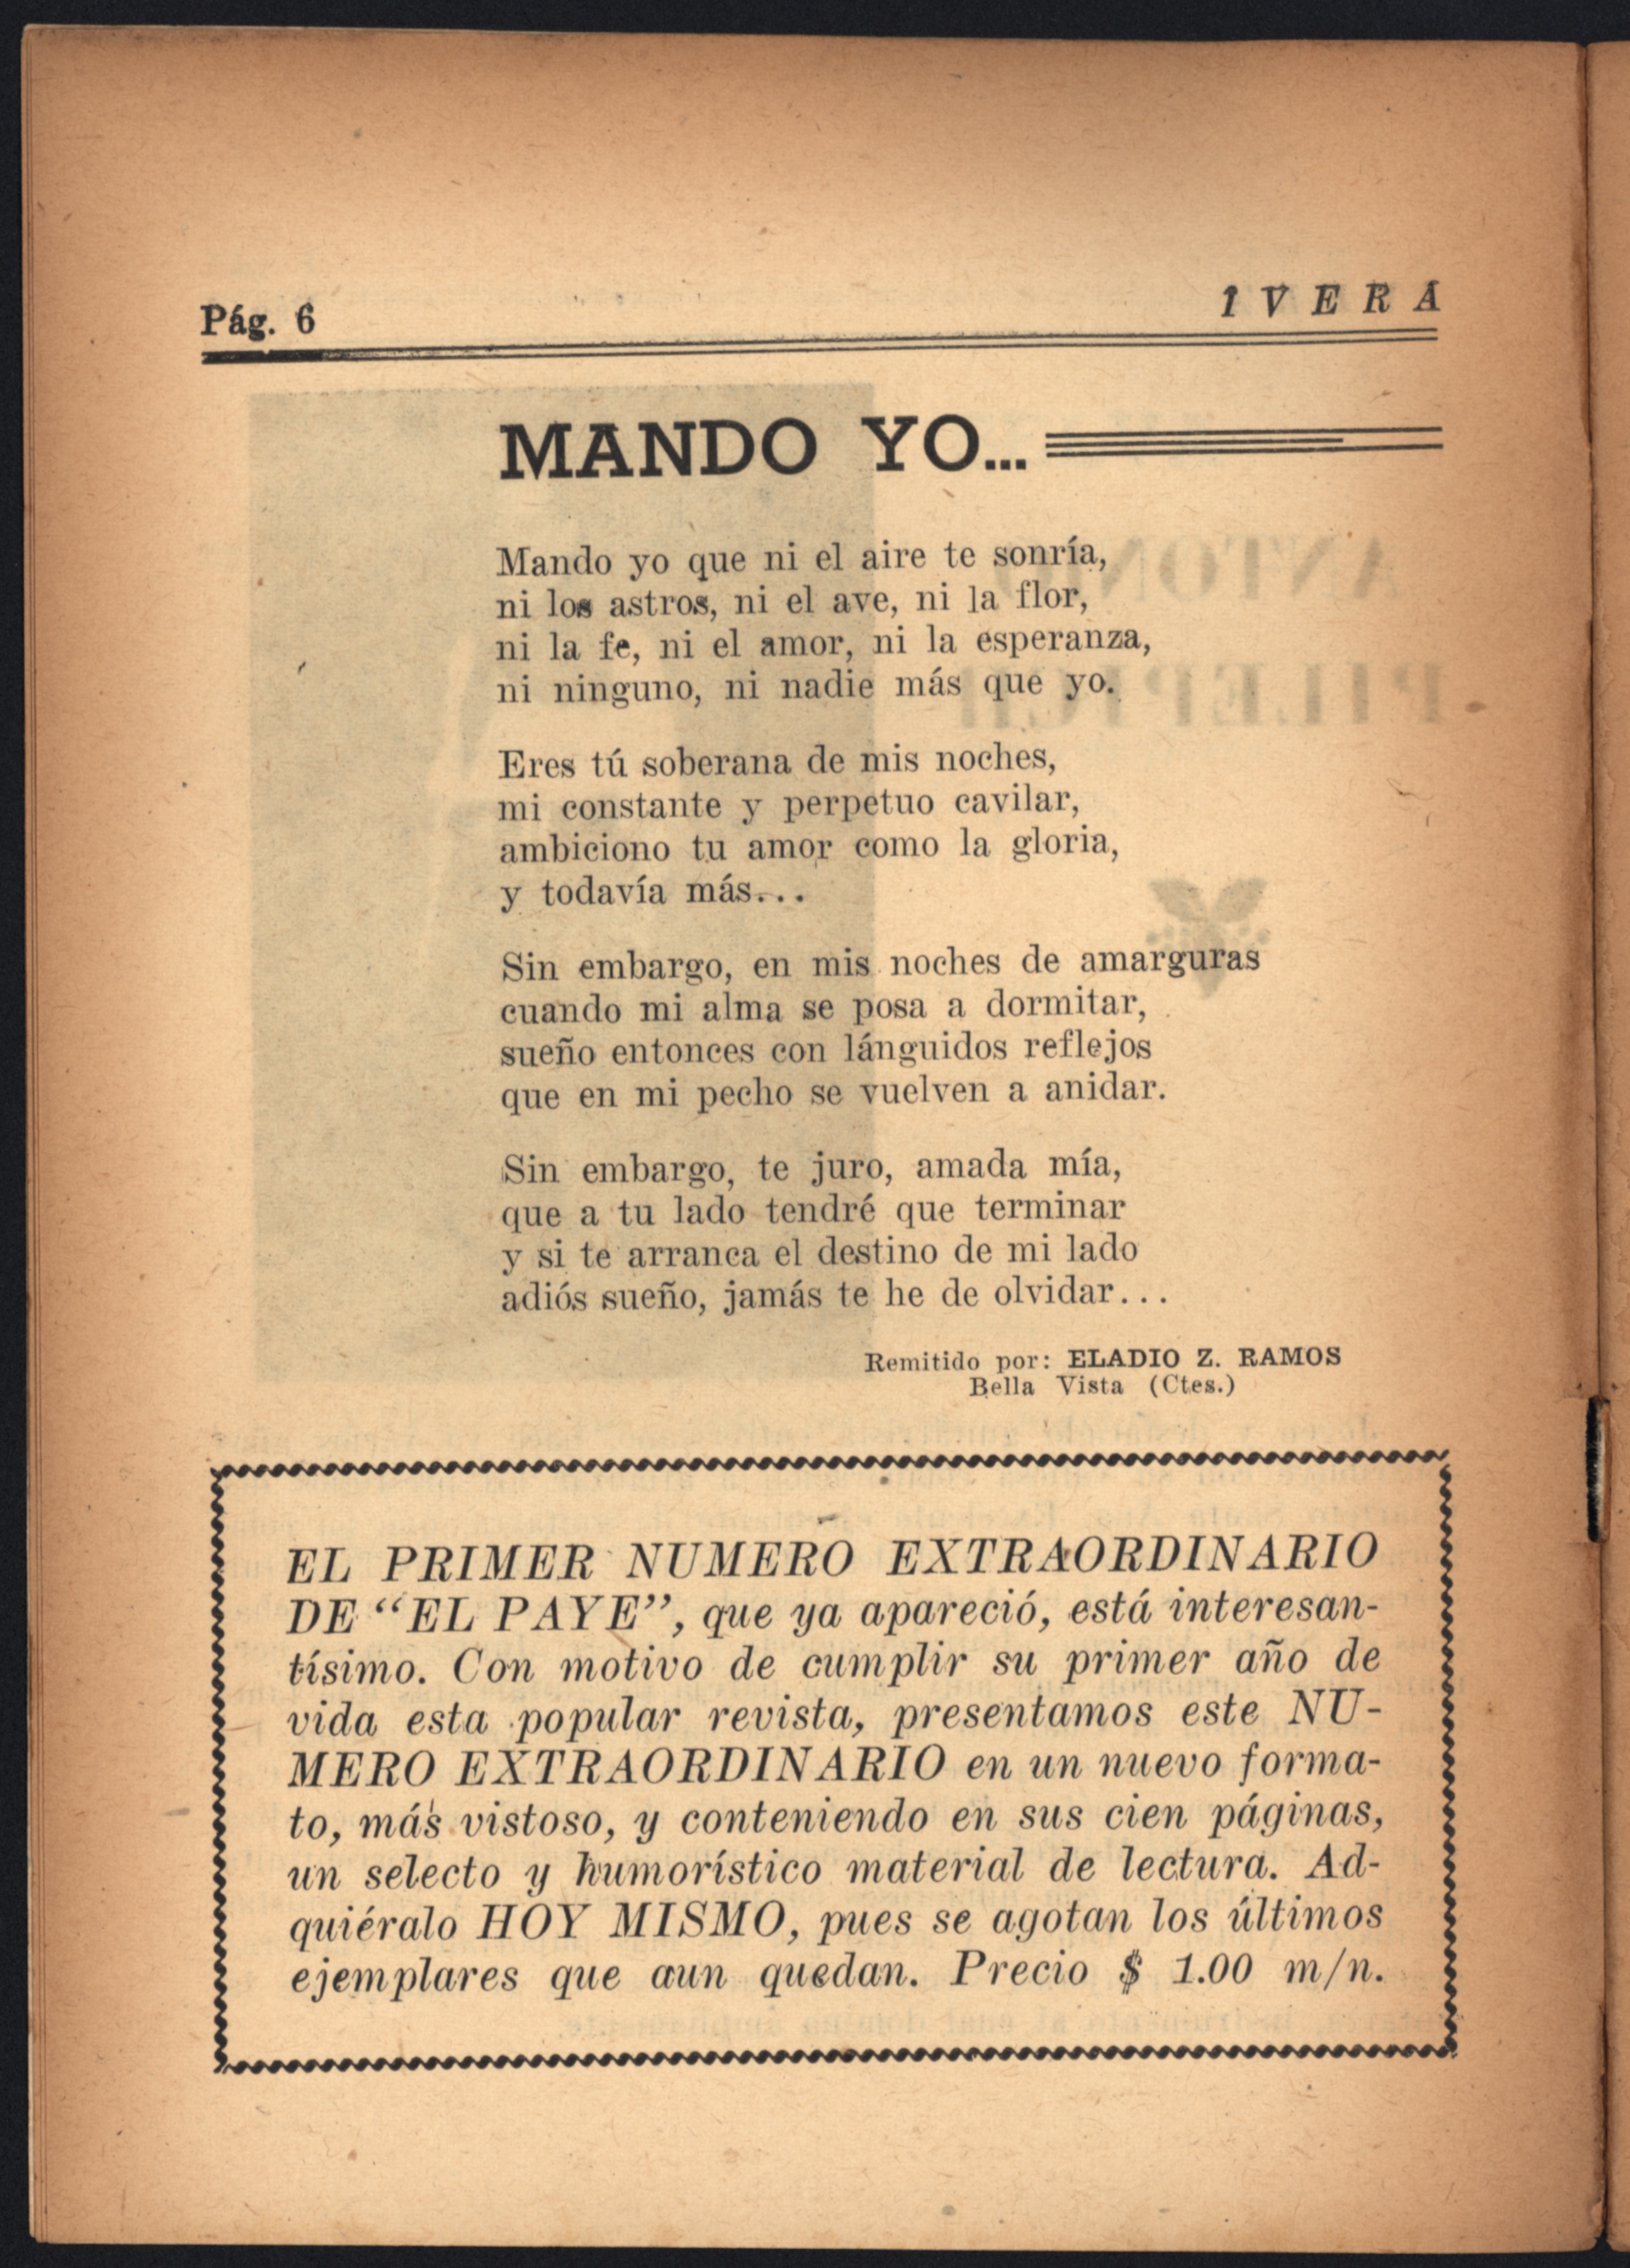 Pág. 6
1 V E R A
MANDO YO...
Mando yo que ni el aire te sonría,
ni los astros, ni el ave, ni la flor,
ni la fe, ni el amor, ni la esperanza,
ni ninguno, ni nadie más que yo.
Eres tú soberana de mis noches,
mi constante y perpetuo cavilar,
ambiciono tu amor como la gloria,
y todavía más...
Sin embargo, en mis noches de amarguras
cuando mi alma se posa a dormitar,
sueño entonces con lánguidos reflejos
que en mi pecho se vuelven a anidar.
Sin embargo, te juro, amada mía,
que a tu lado tendré que terminar
y si te arranca el destino de mi lado
adiós sueño, jamás te he de olvidar...
Remitido por: ELADIO Z. RAMOS
Bella Vista (Ctes.)
EL PRIMER NUMERO EXTRAORDINARIO
DE "EL PAYE", que ya apareció, está interesan-
tísimo. Con motivo de cumplir su primer año de
vida esta popular revista, presentamos este NU-
MERO EXTRAORDINARIO en un nuevo forma-
to, más vistoso, y conteniendo en sus cien páginas,
un selecto y humorístico material de lectura. Ad-
quiéralo HOY MISMO, pues se agotan los últimos
ejemplares que aun quedan. Precio $ 1.00 m/n.